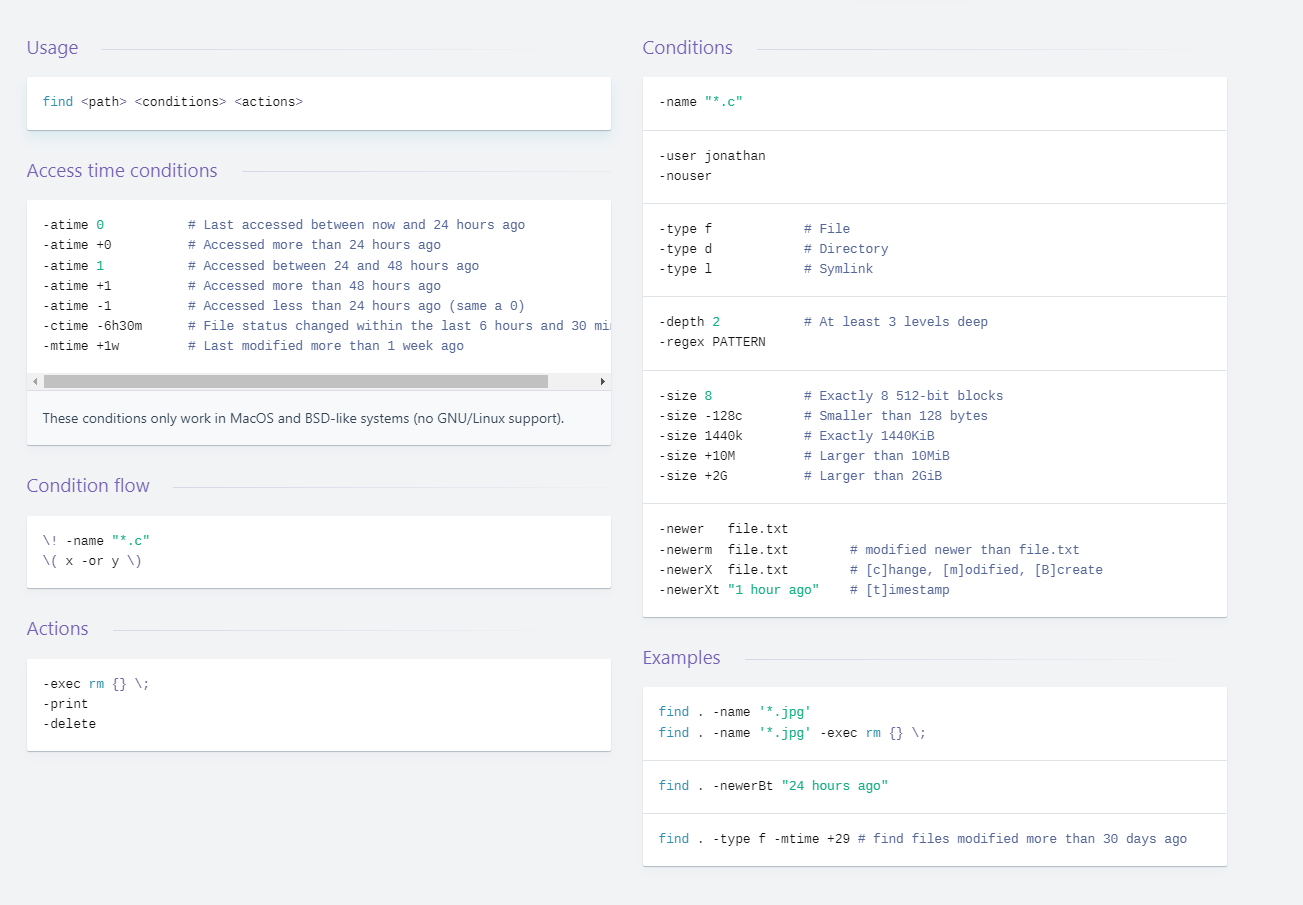 Usage
find <path> <conditions> <actions>
Access time conditions
-atime 0 # Last accessed between now and 24 hours ago
-atime +0 # Accessed more than 24 hours ago
-atime 1 # Accessed between 24 and 48 hours ago
-atime +1 # Accessed more than 48 hours ago
-atime -1 # Accessed less than 24 hours ago (same a 0)
-ctime -6h30m # File status changed within the last 6 hours and 30
-mtime +1w # Last modified more than 1 week ago
These conditions only work in MacOS and BSD-like systems (no GNU/Linux support).
Condition flow
\! -name "*.c"
\( x -or y \)
Actions
-exec rm {} \;
-print
-delete
Conditions
-name "*.c"
-user jonathan
-nouser
-type f # File
-type d # Directory
-type l # Symlink
-depth 2 # At least 3 levels deep
-regex PATTERN
-size 8 # Exactly 8 512-bit blocks
-size -128c # Smaller than 128 bytes
-size 1440k # Exactly 1440KiB
-size +10M # Larger than 10MiB
-size +2G # Larger than 2GiB
-newer file.txt
-newerm file.txt # modified newer than file.txt
-newerX file.txt # [c]hange, [m]odified, [B]create
-newerXt "1 hour ago" # [t]imestamp
Examples
find . -name '*.jpg'
find . -name '*.jpg' -exec rm {} \;
find . -newerBt "24 hours ago"
find . -type f -mtime +29 # find files modified more than 30 days ago